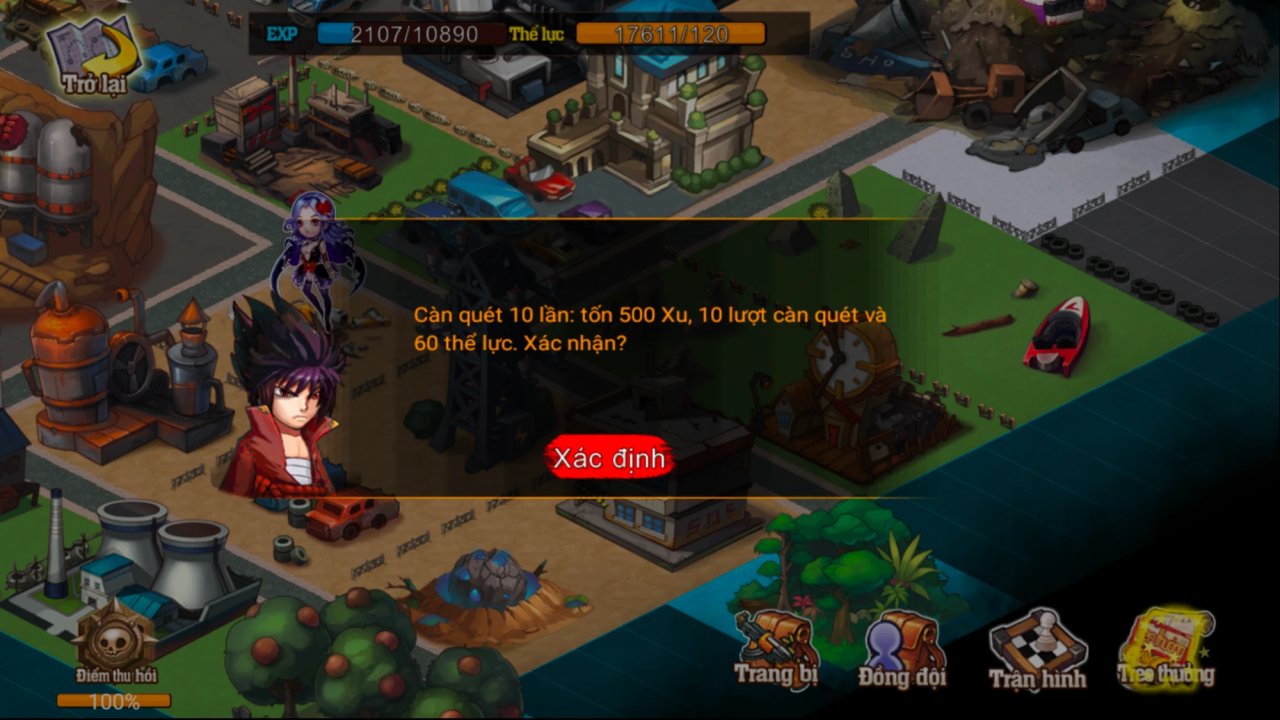 EXP 2107/10890 Thể lực 17611/120
Trở lại
Càn quét 10 lần: tốn 500 Xu, 10 lượt càn quét và
60 thể lực. Xác nhận?
Xác định
Điểm thu hồi
100%
Trang bị
Đồng đội
Trận hình
Treo thưởng